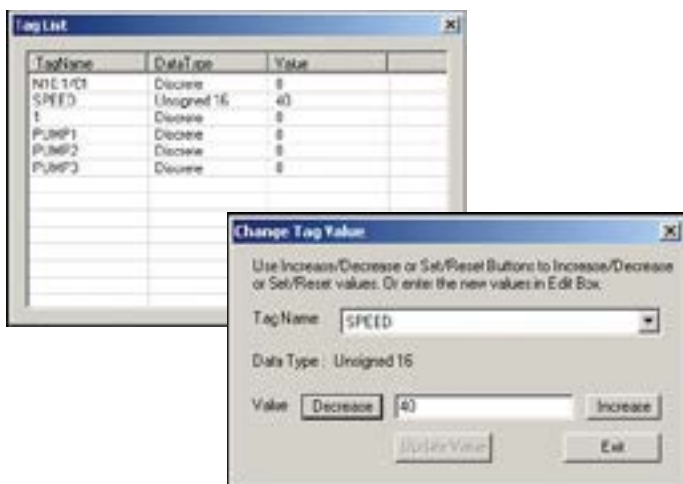 Tag List
TagName DataType Value
Discrete 0
SPEED Unsigned 16 40
1 Discrete 0
PUMP1 Discrete 0
PUMP2 Discrete 0
PUMP3 Discrete 0
Change Tag Value
Use Increase/Decrease or Set/Reset Buttons to Increase/Decrease
or Set/Reset values. Or enter the new values in Edit Box.
Tag Name SPEED
Data Type : Unsigned 16
Value Decrease 40 Increase
Update Value Exit